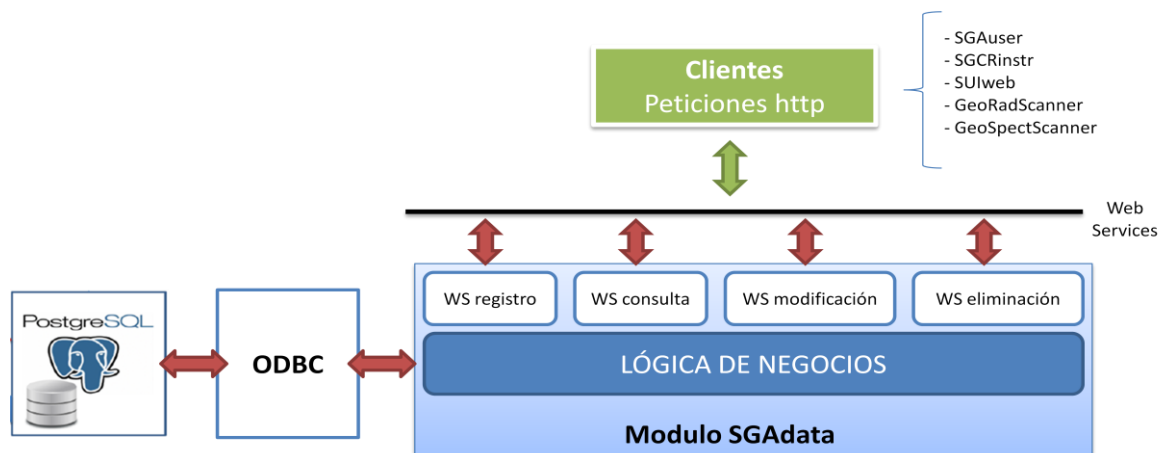 Clientes
Peticiones http
- SGAuser
- SGCRinstr
- SUIweb
- GeoRadScanner
- GeoSpectScanner
Web
Services
WS registro
WS consulta
WS modificación
WS eliminación
PostgreSQL
ODBC
LÓGICA DE NEGOCIOS
Modulo SGAdata